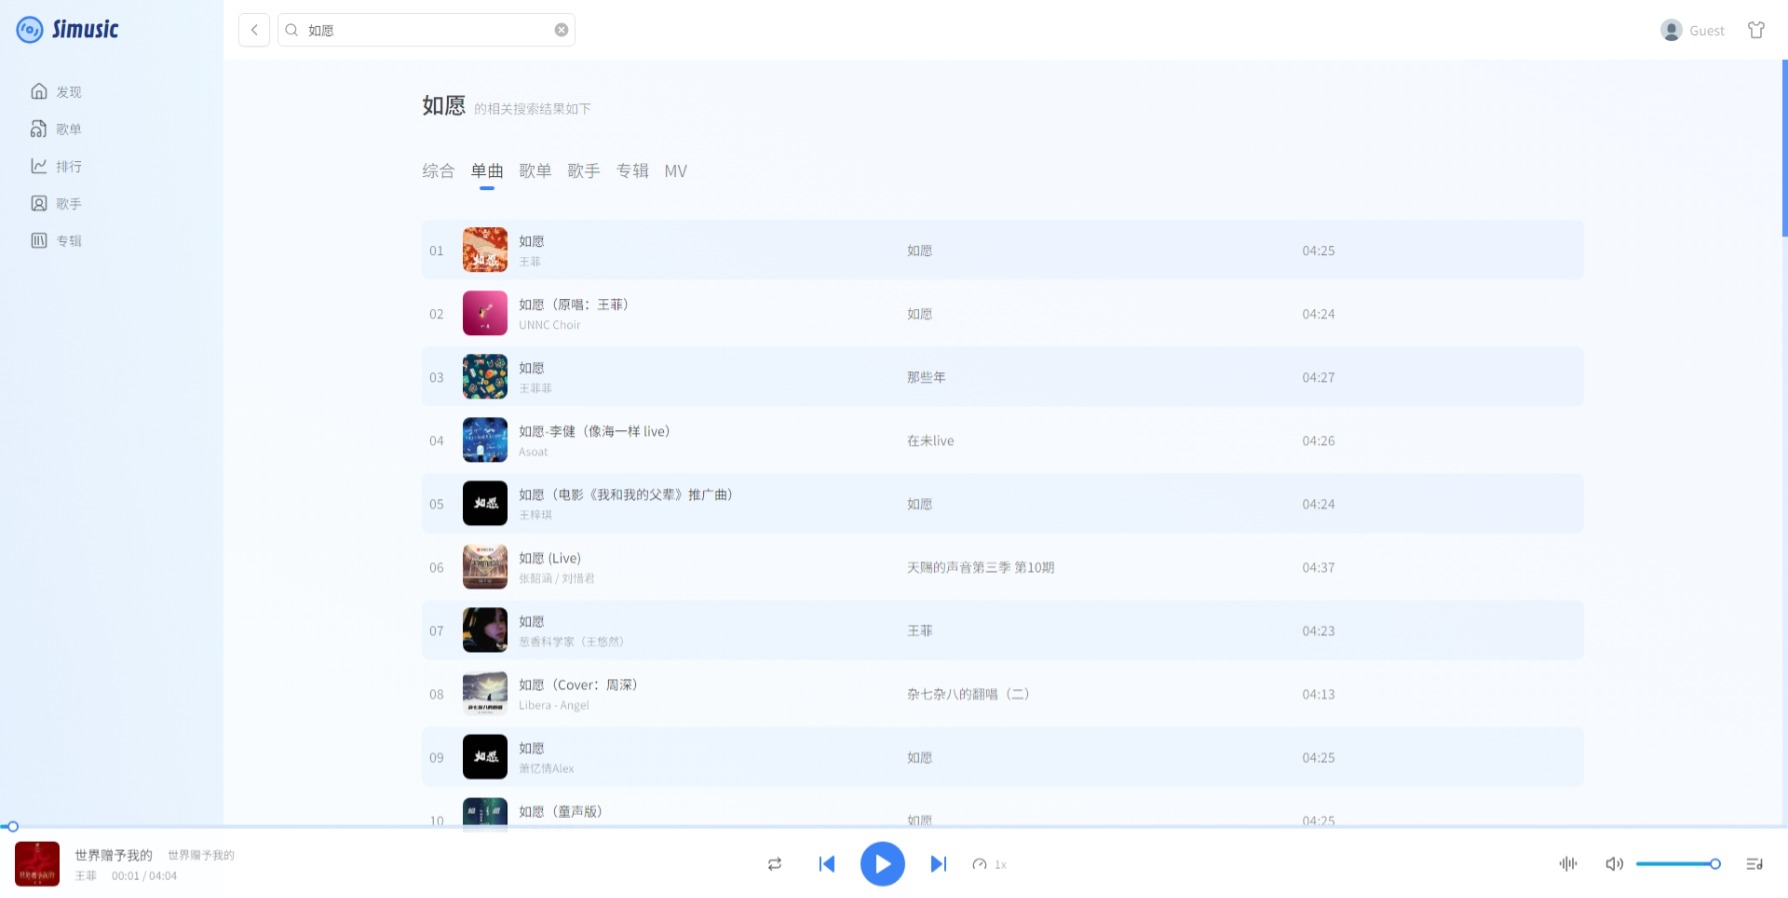 Simusic
如愿
Guest
发现
歌单
排行
歌手
专辑
如愿 的相关搜索结果如下
综合 单曲 歌单 歌手 专辑 MV
01 如愿 如愿 04:25
王菲
02 如愿（原唱：王菲） 如愿 04:24
UNNC Choir
03 如愿 那些年 04:27
王菲菲
04 如愿-李健（像海一样 live） 在未live 04:26
Asoat
05 如愿（电影《我和我的父辈》推广曲） 如愿 04:24
王梓琪
06 如愿 (Live) 天赐的声音第三季 第10期 04:37
张韶涵 / 刘惜君
07 如愿 王菲 04:23
葱香科学家（王悠然）
08 如愿（Cover：周深） 杂七杂八的翻唱（二） 04:13
Libera - Angel
09 如愿 如愿 04:25
萧忆情Alex
10 如愿（童声版） 如愿 04:25
世界赠予我的 世界赠予我的
王菲 00:01 / 04:04
1x